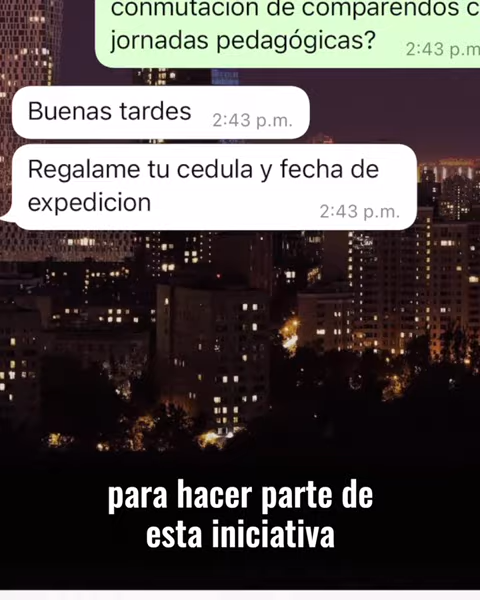 conmutación de comparendos c
jornadas pedagógicas?
2:43 p.m
Buenas tardes
2:43 p.m.
Regalame tu cedula y fecha de
expedicion
2:43 p.m.
para hacer parte de
esta iniciativa